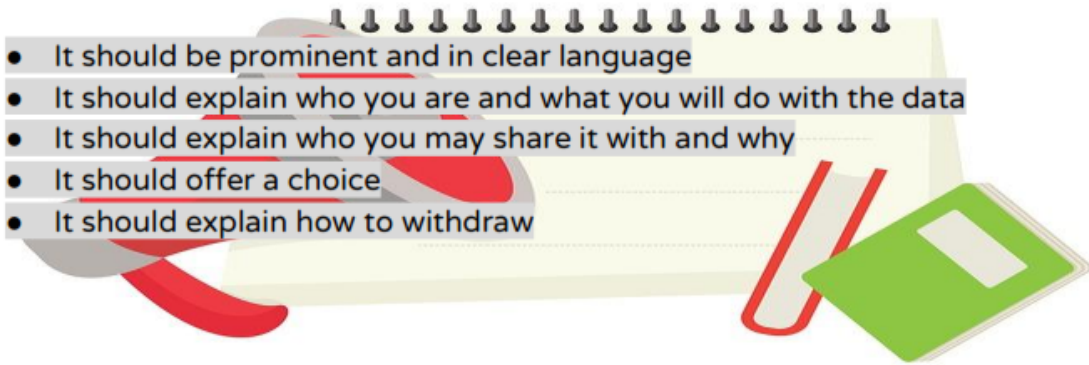 ● It should be prominent and in clear language
● It should explain who you are and what you will do with the data
● It should explain who you may share it with and why
● It should offer a choice
● It should explain how to withdraw